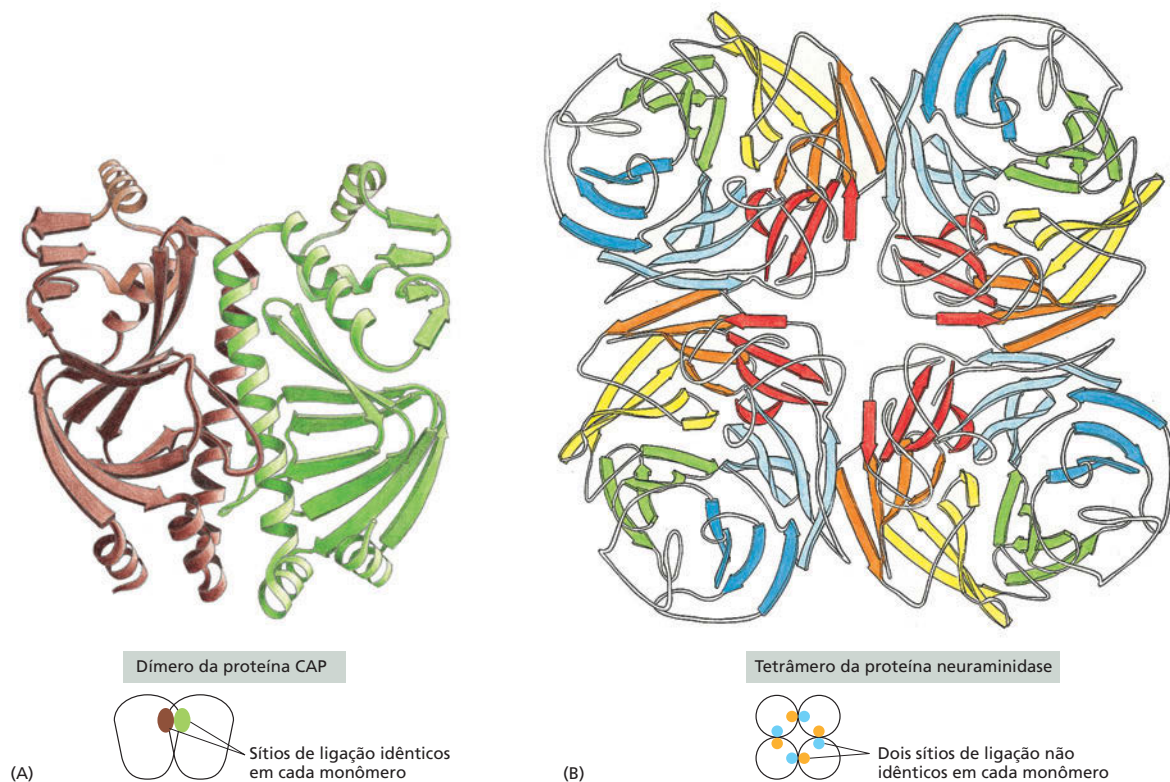 Dímero da proteína CAP
Sítios de ligação idênticos
em cada monômero
(A)
Tetrâmero da proteína neuraminidase
Dois sítios de ligação não
idênticos em cada monômero
(B)